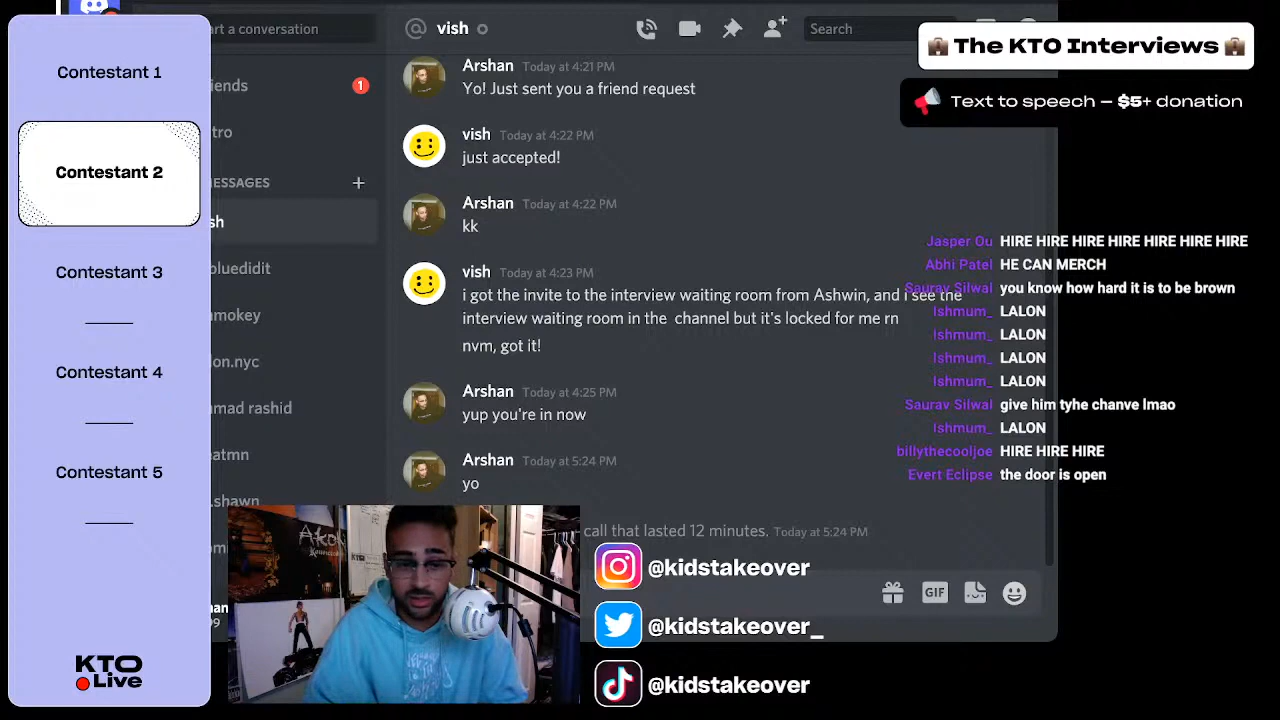 Contestant 1
Contestant 2
Contestant 3
Contestant 4
Contestant 5
KTO
Live
art a conversation
iends
1
tro
ESSAGES
+
sh
bluedidit
mokey
on.nyc
mad rashid
eatmn
.shawn
@ vish
Search
Arshan Today at 4:21 PM
Yo! Just sent you a friend request
vish Today at 4:22 PM
just accepted!
Arshan Today at 4:22 PM
kk
vish Today at 4:23 PM
i got the invite to the interview waiting room from Ashwin, and i see the
interview waiting room in the channel but it's locked for me rn
nvm, got it!
Arshan Today at 4:25 PM
yup you're in now
Arshan Today at 5:24 PM
yo
call that lasted 12 minutes. Today at 5:24 PM
GIF
Akon
@kidstakeover
@kidstakeover_
@kidstakeover
The KTO Interviews
Text to speech – $5+ donation
Jasper Ou HIRE HIRE HIRE HIRE HIRE HIRE HIRE
Abhi Patel HE CAN MERCH
Saurav Silwal you know how hard it is to be brown
Ishmum_ LALON
Ishmum_ LALON
Ishmum_ LALON
Ishmum_ LALON
Saurav Silwal give him tyhe chanve lmao
Ishmum_ LALON
billythecooljoe HIRE HIRE HIRE
Evert Eclipse the door is open